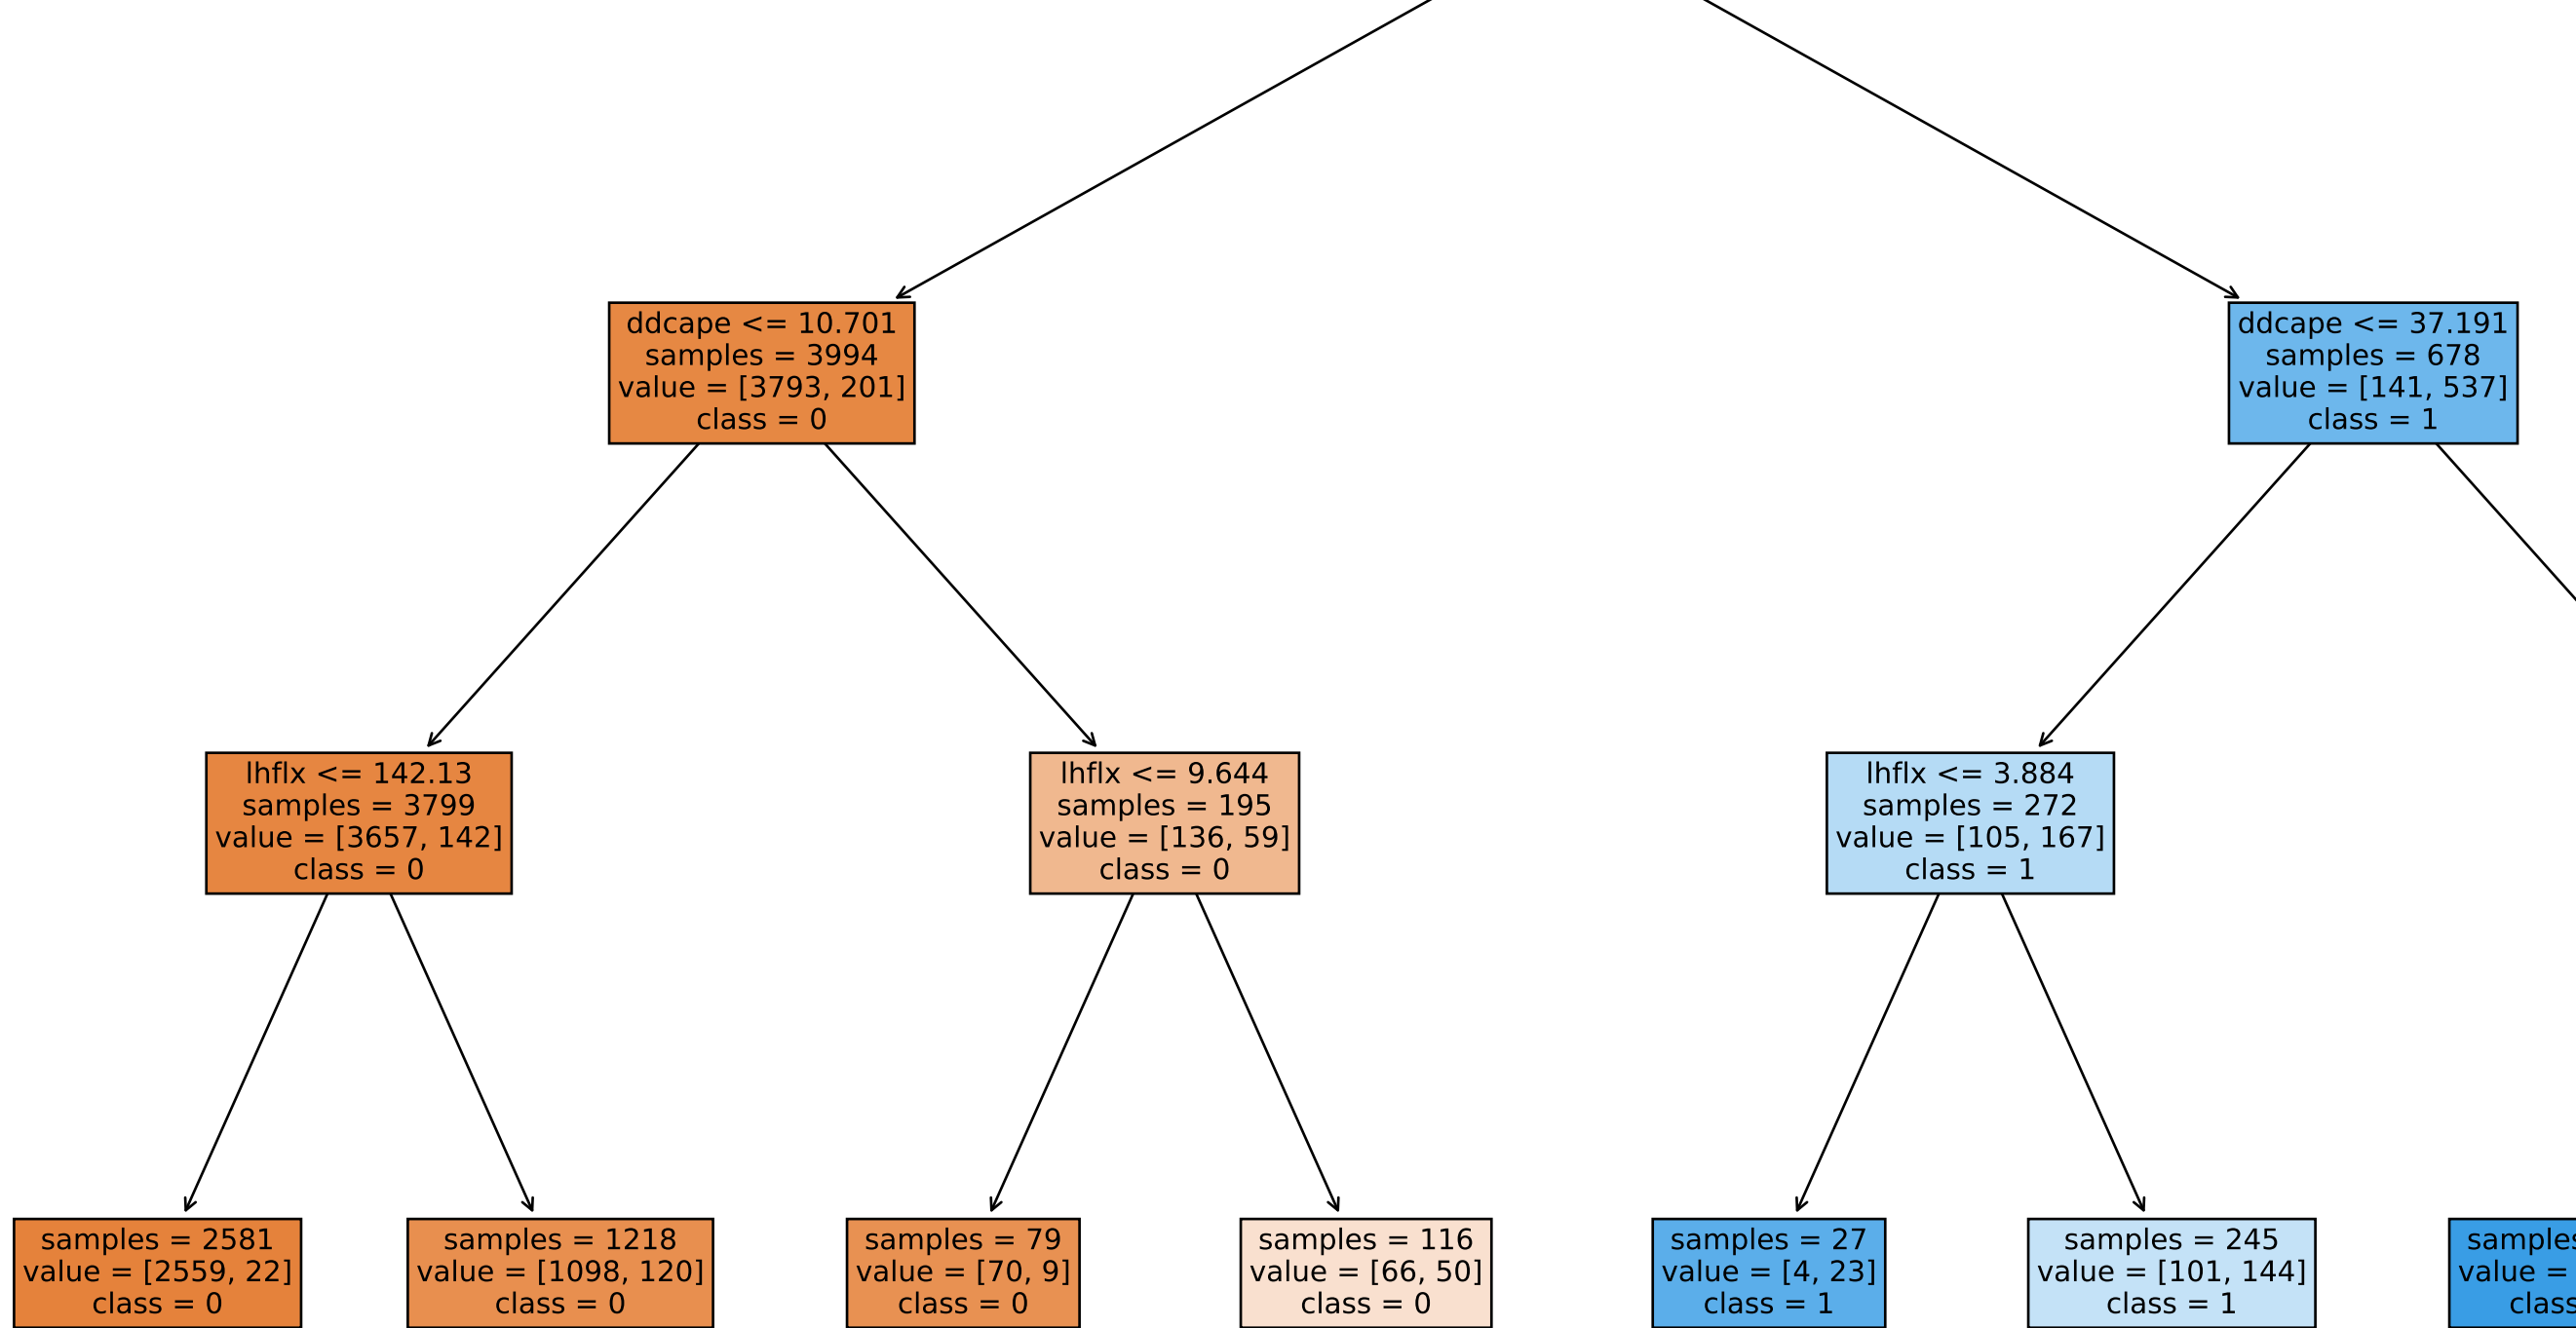 ddcape <= 10.701
samples = 3994
value = [3793, 201]
class = 0
ddcape <= 37.191
samples = 678
value = [141, 537]
class = 1
lhflx <= 142.13
samples = 3799
value = [3657, 142]
class = 0
lhflx <= 9.644
samples = 195
value = [136, 59]
class = 0
lhflx <= 3.884
samples = 272
value = [105, 167]
class = 1
samples = 2581
value = [2559, 22]
class = 0
samples = 1218
value = [1098, 120]
class = 0
samples = 79
value = [70, 9]
class = 0
samples = 116
value = [66, 50]
class = 0
samples = 27
value = [4, 23]
class = 1
samples = 245
value = [101, 144]
class = 1
samples
value =
class